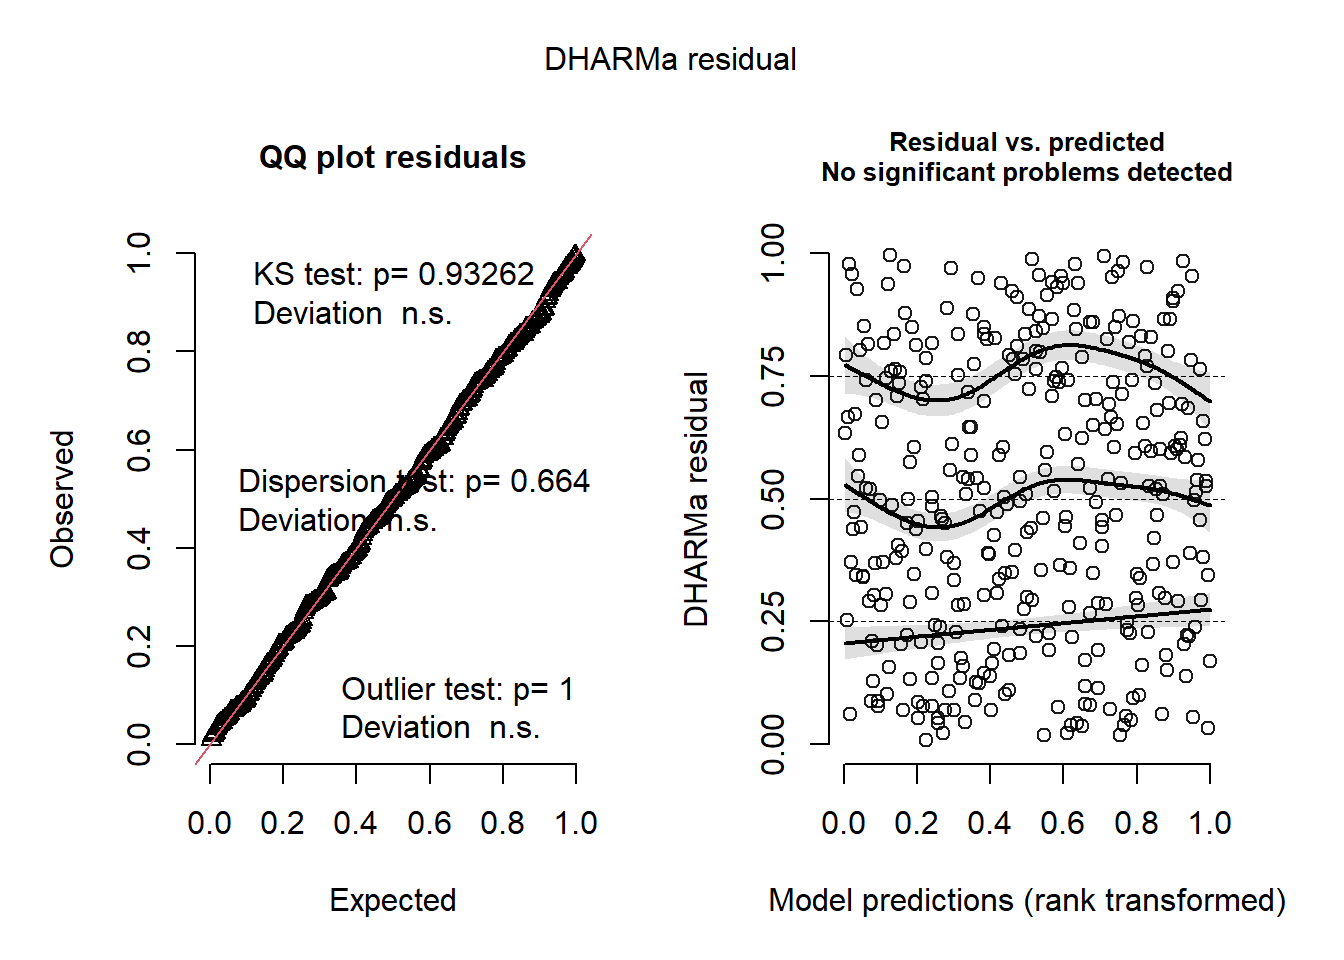 DHARMa residual
QQ plot residuals
KS test: p= 0.93262
Deviation  n.s.
Dispersion test: p= 0.664
Deviation  n.s.
Outlier test: p= 1
Deviation  n.s.
Observed
0.0 0.2 0.4 0.6 0.8 1.0
0.0 0.2 0.4 0.6 0.8 1.0
Expected
Residual vs. predicted
No significant problems detected
DHARMa residual
0.00 0.25 0.50 0.75 1.00
0.0 0.2 0.4 0.6 0.8 1.0
Model predictions (rank transformed)